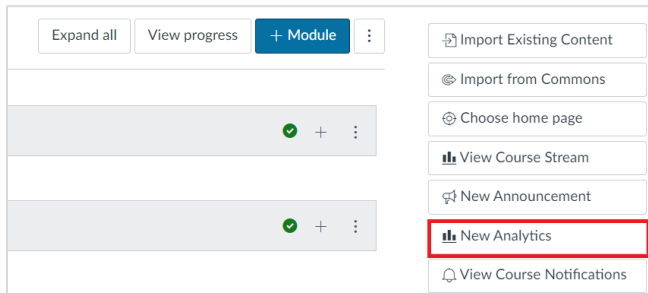 Expand all
View progress
+ Module
Import Existing Content
Import from Commons
Choose home page
View Course Stream
New Announcement
New Analytics
View Course Notifications